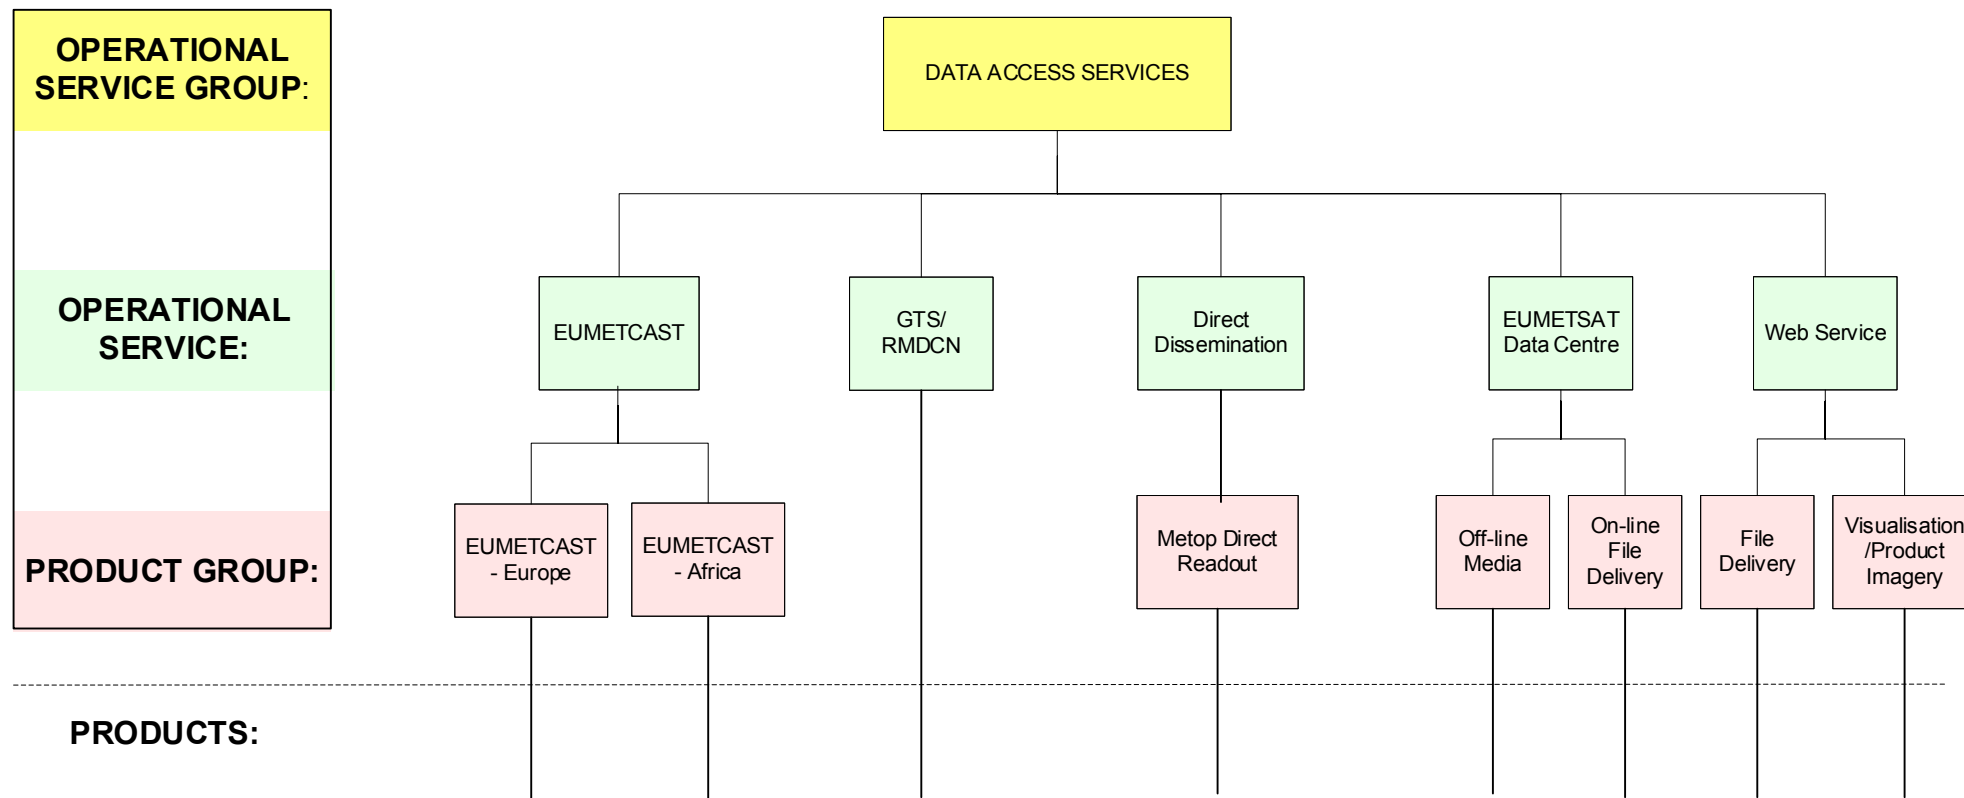 OPERATIONAL
SERVICE GROUP:
DATA ACCESS SERVICES
OPERATIONAL
SERVICE:
EUMETCAST
GTS/
RMDCN
Direct
Dissemination
EUMETSAT
Data Centre
Web Service
PRODUCT GROUP:
EUMETCAST
- Europe
EUMETCAST
- Africa
Metop Direct
Readout
Off-line
Media
On-line
File
Delivery
File
Delivery
Visualisation
/Product
Imagery
PRODUCTS: